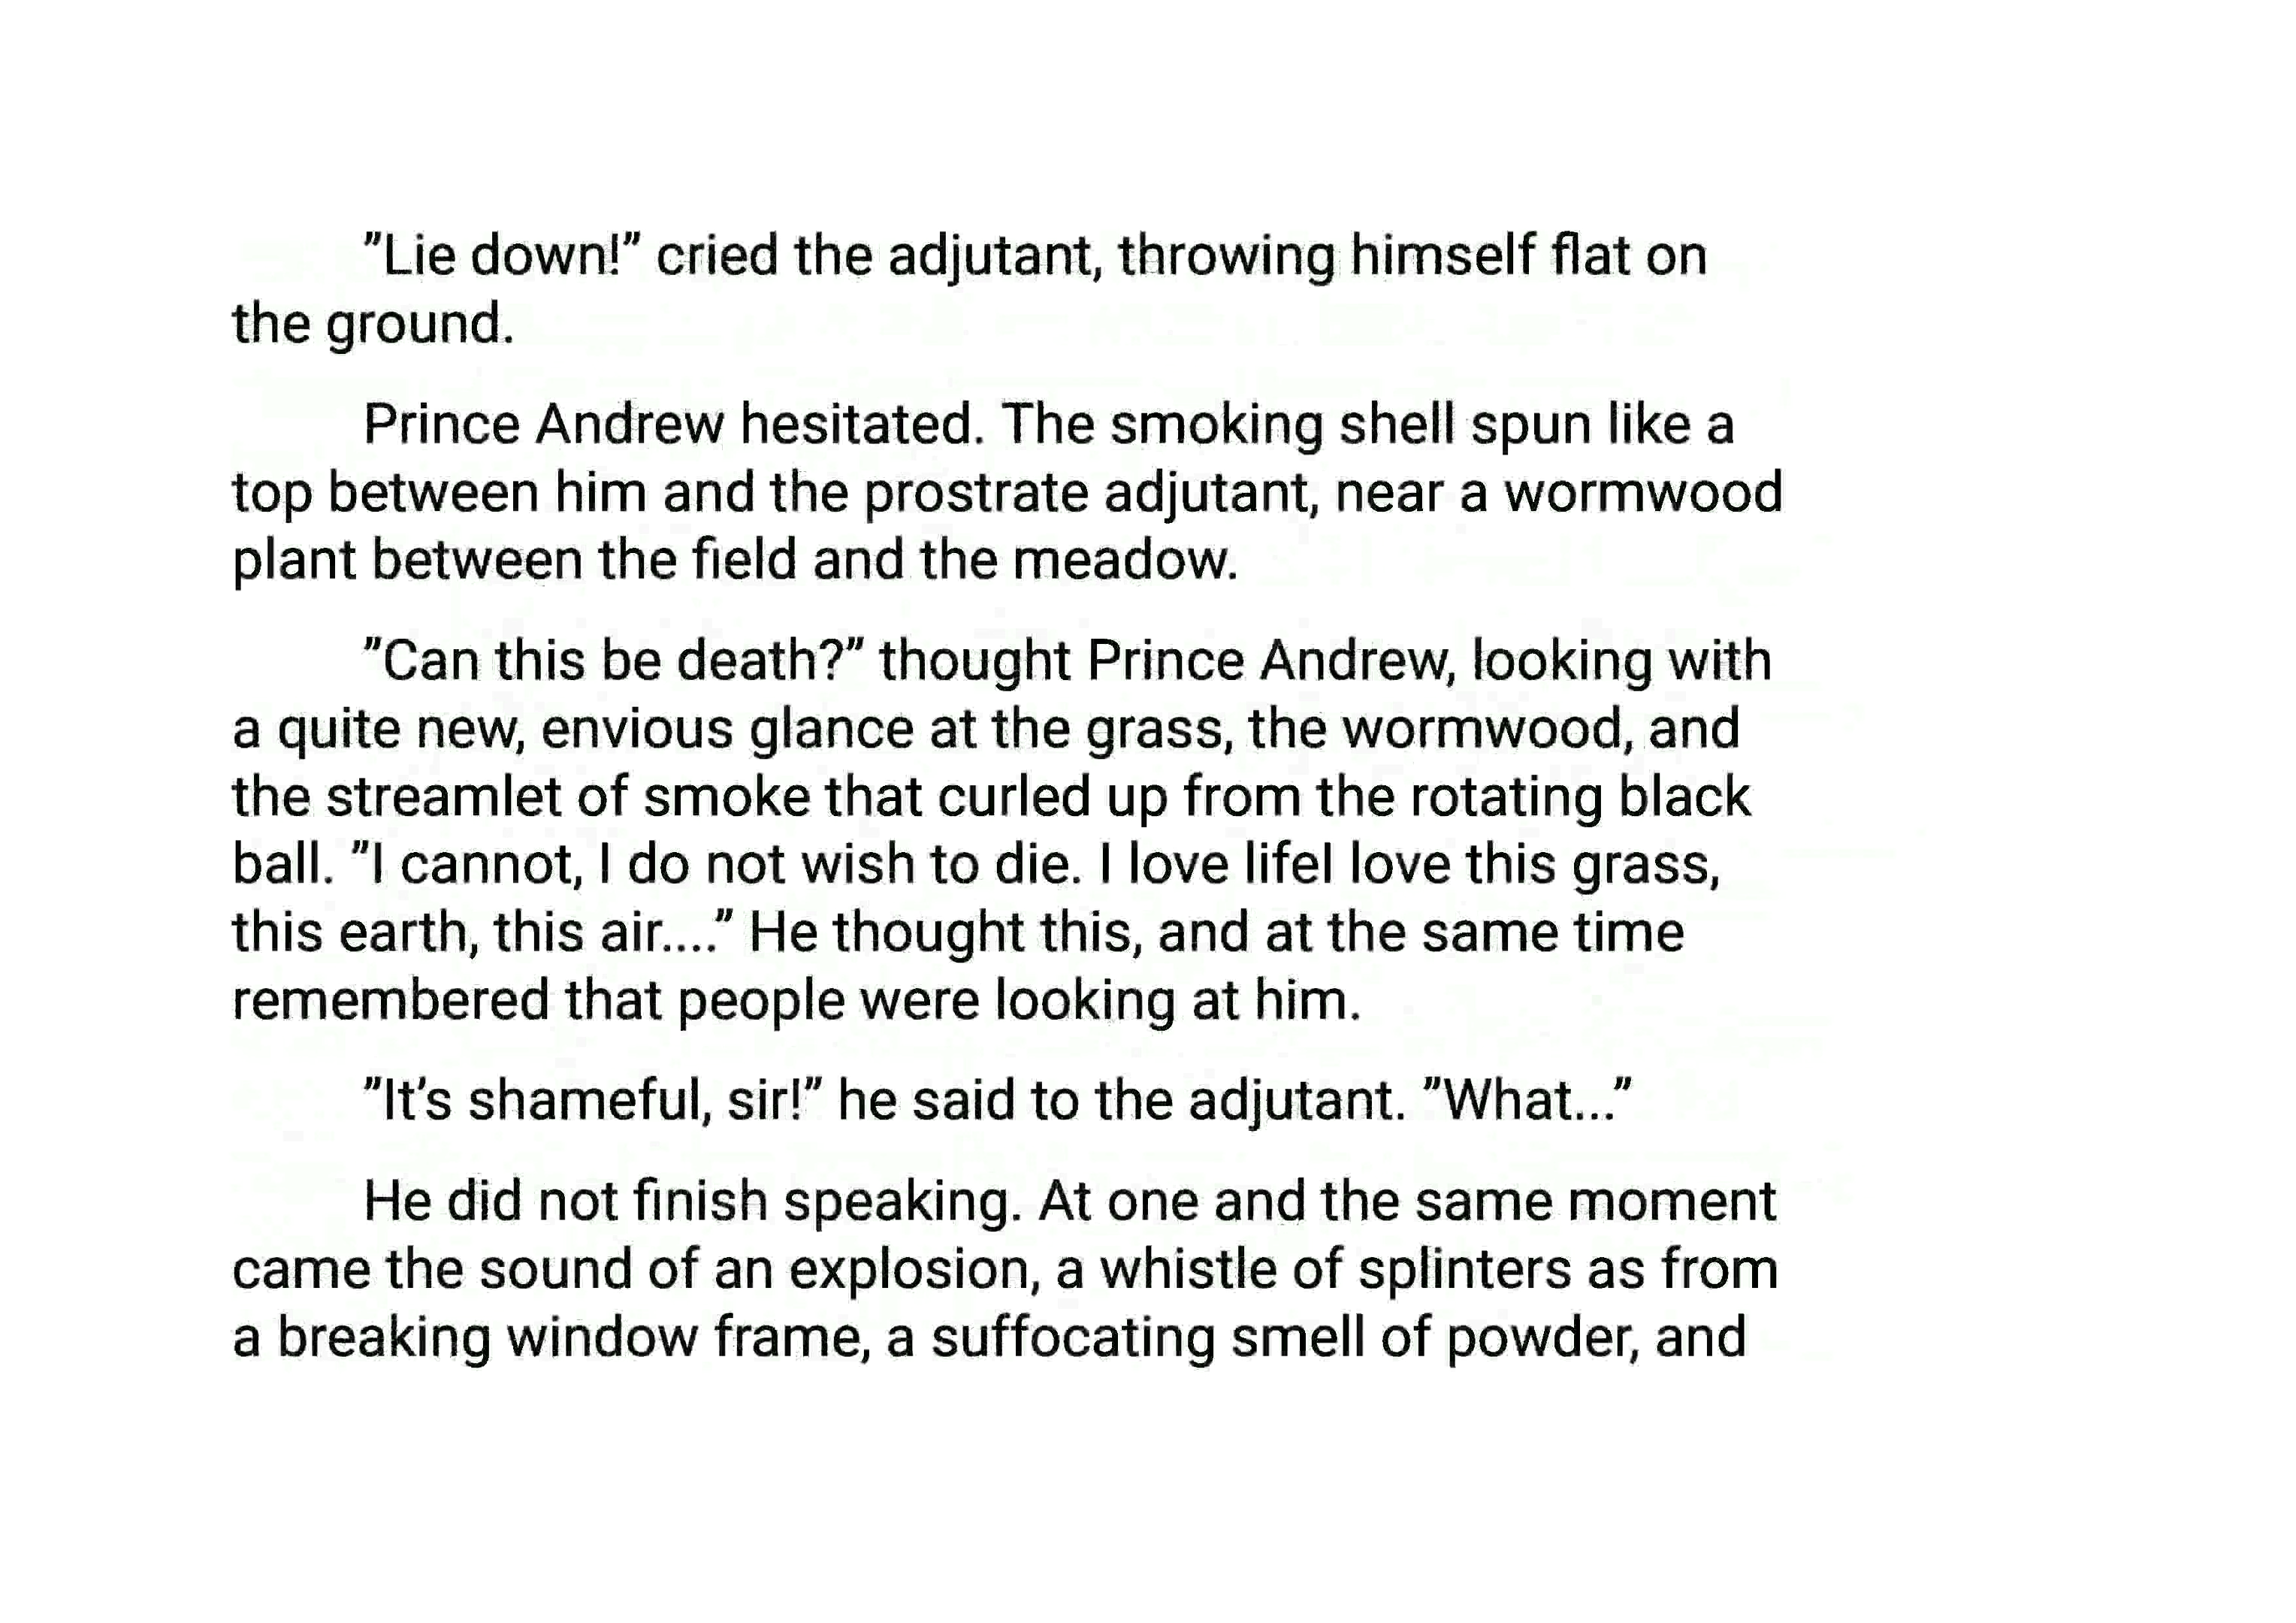 ”Lie down!” cried the adjutant, throwing himself flat on
the ground.
Prince Andrew hesitated. The smoking shell spun like a
top between him and the prostrate adjutant, near a wormwood
plant between the field and the meadow.
”Can this be death?” thought Prince Andrew, looking with
a quite new, envious glance at the grass, the wormwood, and
the streamlet of smoke that curled up from the rotating black
ball. ”I cannot, I do not wish to die. I love lifeI love this grass,
this earth, this air....” He thought this, and at the same time
remembered that people were looking at him.
”It’s shameful, sir!” he said to the adjutant. ”What...”
He did not finish speaking. At one and the same moment
came the sound of an explosion, a whistle of splinters as from
a breaking window frame, a suffocating smell of powder, and